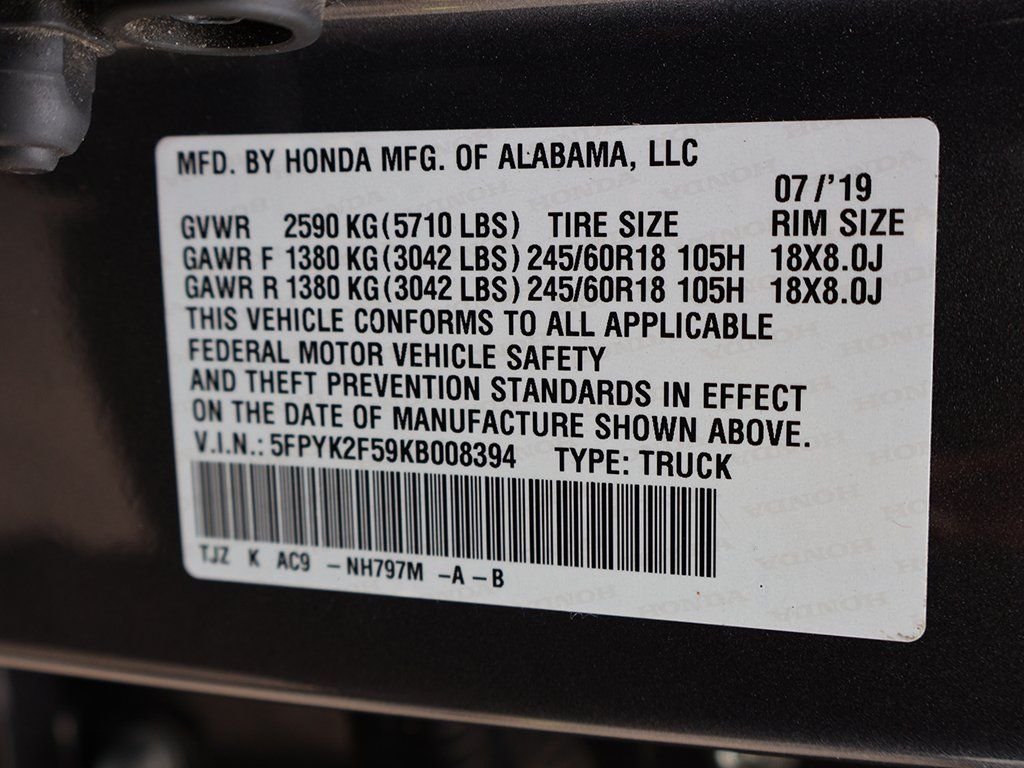 MFD. BY HONDA MFG. OF ALABAMA, LLC
07/'19
GVWR 2590 KG(5710 LBS) TIRE SIZE RIM SIZE
GAWR F 1380 KG(3042 LBS) 245/60R18 105H 18X8.0J
GAWR R 1380 KG(3042 LBS) 245/60R18 105H 18X8.0J
THIS VEHICLE CONFORMS TO ALL APPLICABLE
FEDERAL MOTOR VEHICLE SAFETY
AND THEFT PREVENTION STANDARDS IN EFFECT
ON THE DATE OF MANUFACTURE SHOWN ABOVE.
V.I.N.: 5FPYK2F59KB008394 TYPE: TRUCK
TJZ K AC9 -NH797M -A-B